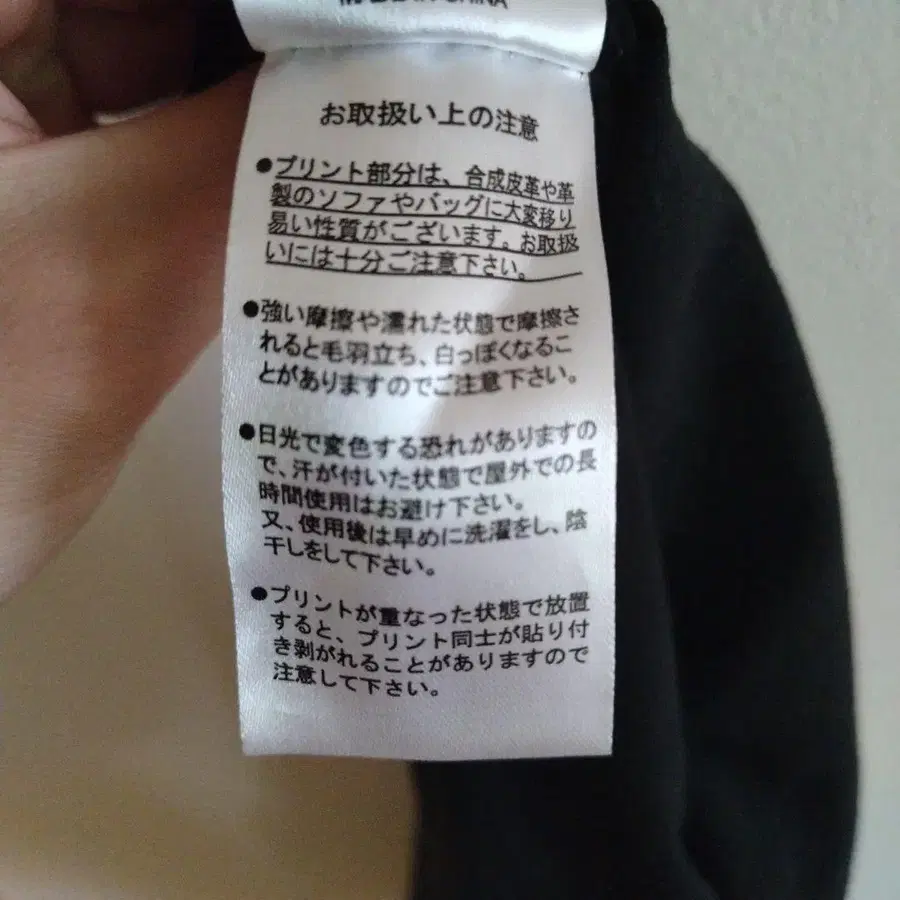 MADE IN CHINA
お取扱い上の注意
●プリント部分は、合成皮革や革
製のソファやバッグに大変移り
易い性質がございます。お取扱
いには十分ご注意下さい。
●強い摩擦や濡れた状態で摩擦さ
れると毛羽立ち、白っぽくなるこ
とがありますのでご注意下さい。
●日光で変色する恐れがありますの
で、汗が付いた状態で屋外での長
時間使用はお避け下さい。
又、使用後は早めに洗濯をし、陰
干しをして下さい。
●プリントが重なった状態で放置
すると、プリント同士が貼り付
き剥がれることがありますので
注意して下さい。